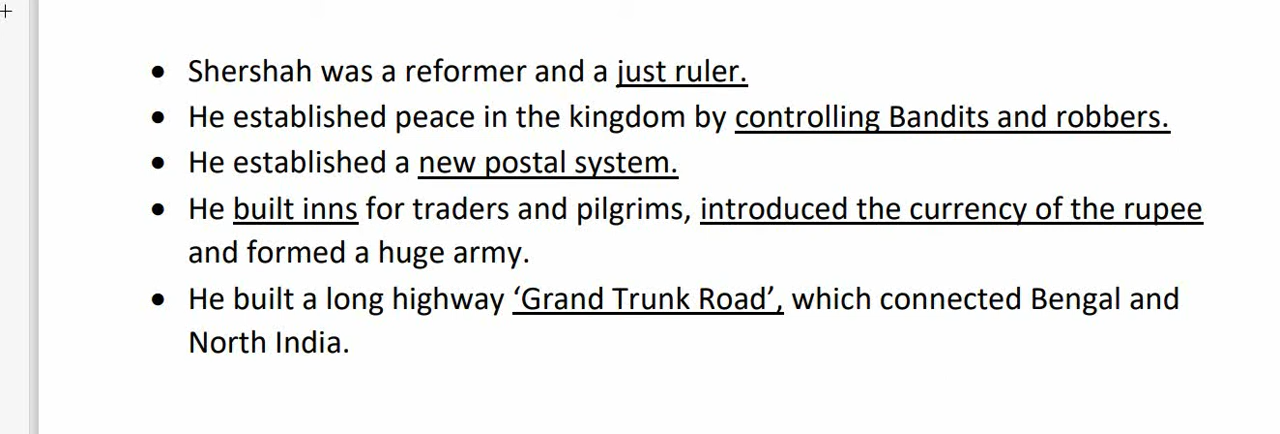 • Shershah was a reformer and a just ruler.
• He established peace in the kingdom by controlling Bandits and robbers.
• He established a new postal system.
• He built inns for traders and pilgrims, introduced the currency of the rupee
and formed a huge army.
• He built a long highway ‘Grand Trunk Road’, which connected Bengal and
North India.